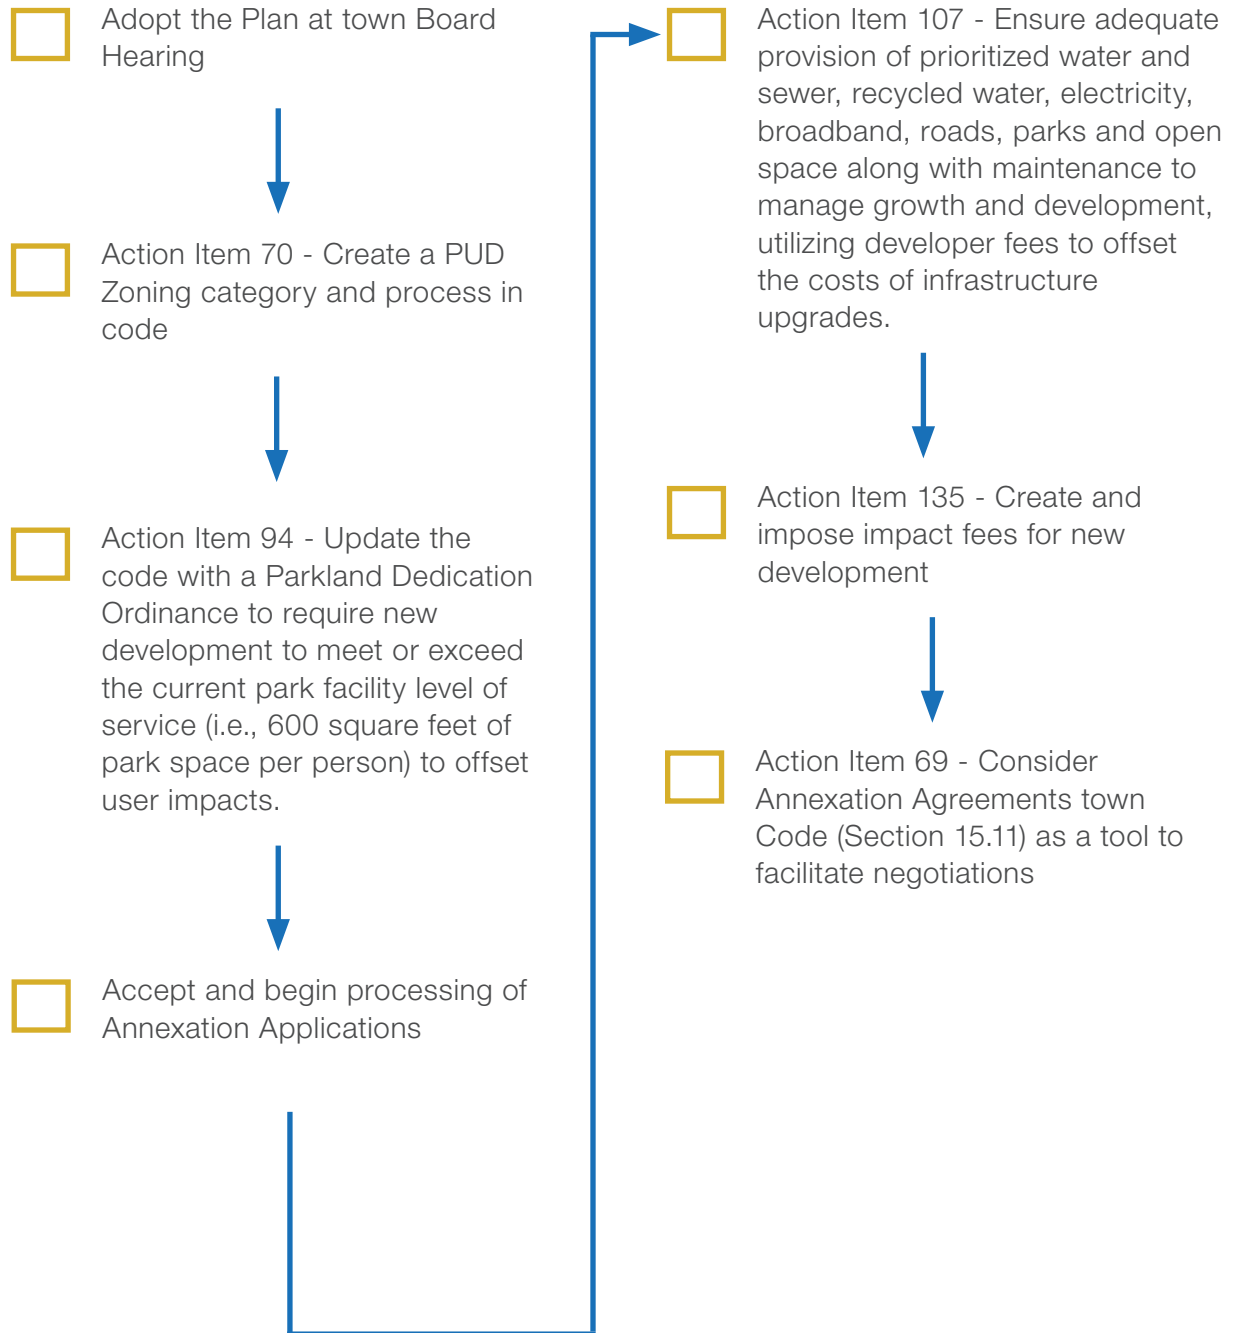 Adopt the Plan at town Board
Hearing
Action Item 70 - Create a PUD
Zoning category and process in
code
Action Item 94 - Update the
code with a Parkland Dedication
Ordinance to require new
development to meet or exceed
the current park facility level of
service (i.e., 600 square feet of
park space per person) to offset
user impacts.
Accept and begin processing of
Annexation Applications
Action Item 107 - Ensure adequate
provision of prioritized water and
sewer, recycled water, electricity,
broadband, roads, parks and open
space along with maintenance to
manage growth and development,
utilizing developer fees to offset
the costs of infrastructure
upgrades.
Action Item 135 - Create and
impose impact fees for new
development
Action Item 69 - Consider
Annexation Agreements town
Code (Section 15.11) as a tool to
facilitate negotiations